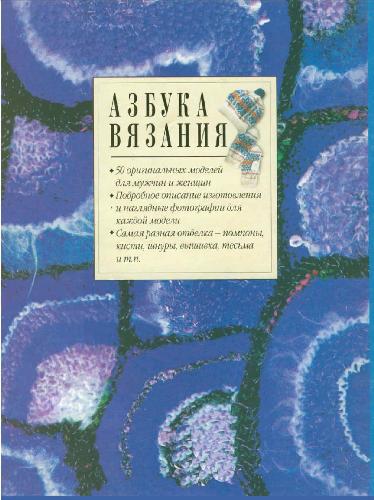 АЗБУКА
ВЯЗАНИЯ
• 50 оригинальных моделей
для мужчин и женщин
• Подробное описание изготовления
и наглядные фотографии для
каждой модели
• Самая разная отделка – помпоны,
кисти, шнуры, вышивка, тесьма
и т.п.